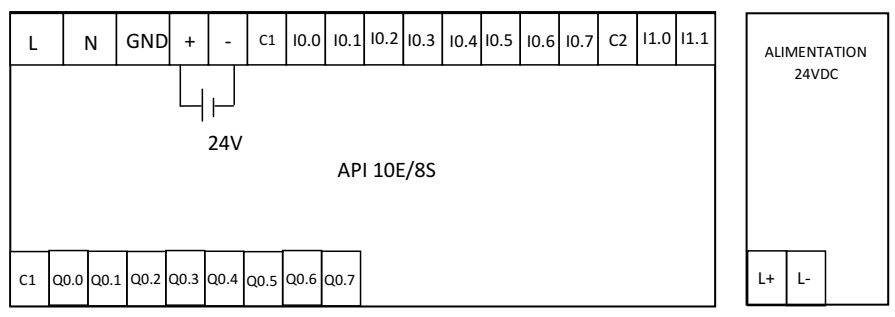 L N GND + - C1 I0.0 I0.1 I0.2 I0.3 I0.4 I0.5 I0.6 I0.7 C2 I1.0 I1.1
24V
API 10E/8S
C1 Q0.0 Q0.1 Q0.2 Q0.3 Q0.4 Q0.5 Q0.6 Q0.7
ALIMENTATION
24VDC
L+ L-